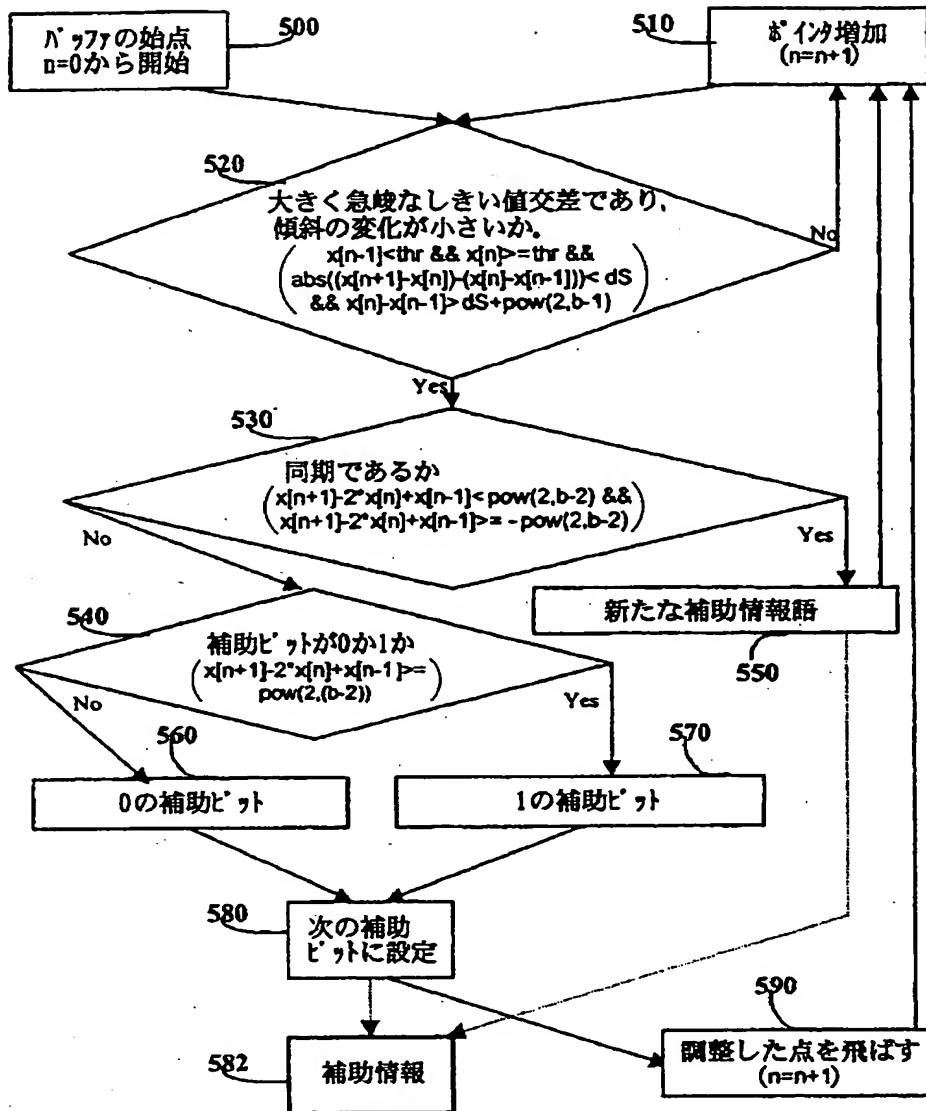 バッファの始点
n=0から開始
500
510
ポインタ増加
(n=n+1)
520
大きく急峻なしきい値交差であり、
傾斜の変化が小さいか。
x[n-1]<thr && x[n]>=thr &&
abs((x[n+1]-x[n])-(x[n]-x[n-1]))< dS
&& x[n]-x[n-1]> dS+pow(2,b-1)
No
Yes
530
同期であるか
x[n+1]-2*x[n]+x[n-1]< pow(2,b-2) &&
x[n+1]-2*x[n]+x[n-1]>= -pow(2,b-2)
No
Yes
540
補助ビットが0か1か
x[n+1]-2*x[n]+x[n-1]>=
pow(2,(b-2))
新たな補助情報語
550
No
Yes
560
570
0の補助ビット
1の補助ビット
580
次の補助
ビットに設定
590
582
補助情報
調整した点を飛ばす
(n=n+1)